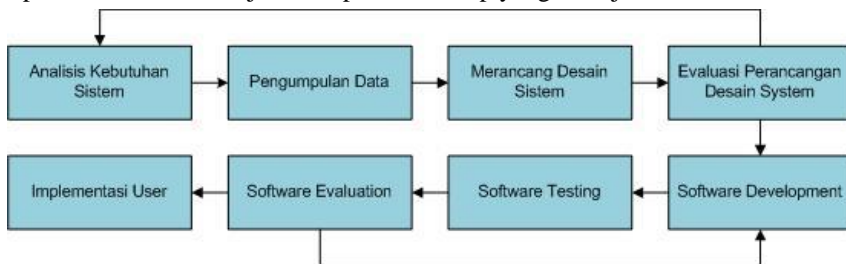 Analisis Kebutuhan
Sistem
Pengumpulan Data
Merancang Desain
Sistem
Evaluasi Perancangan
Desain System
Implementasi User
Software Evaluation
Software Testing
Software Development